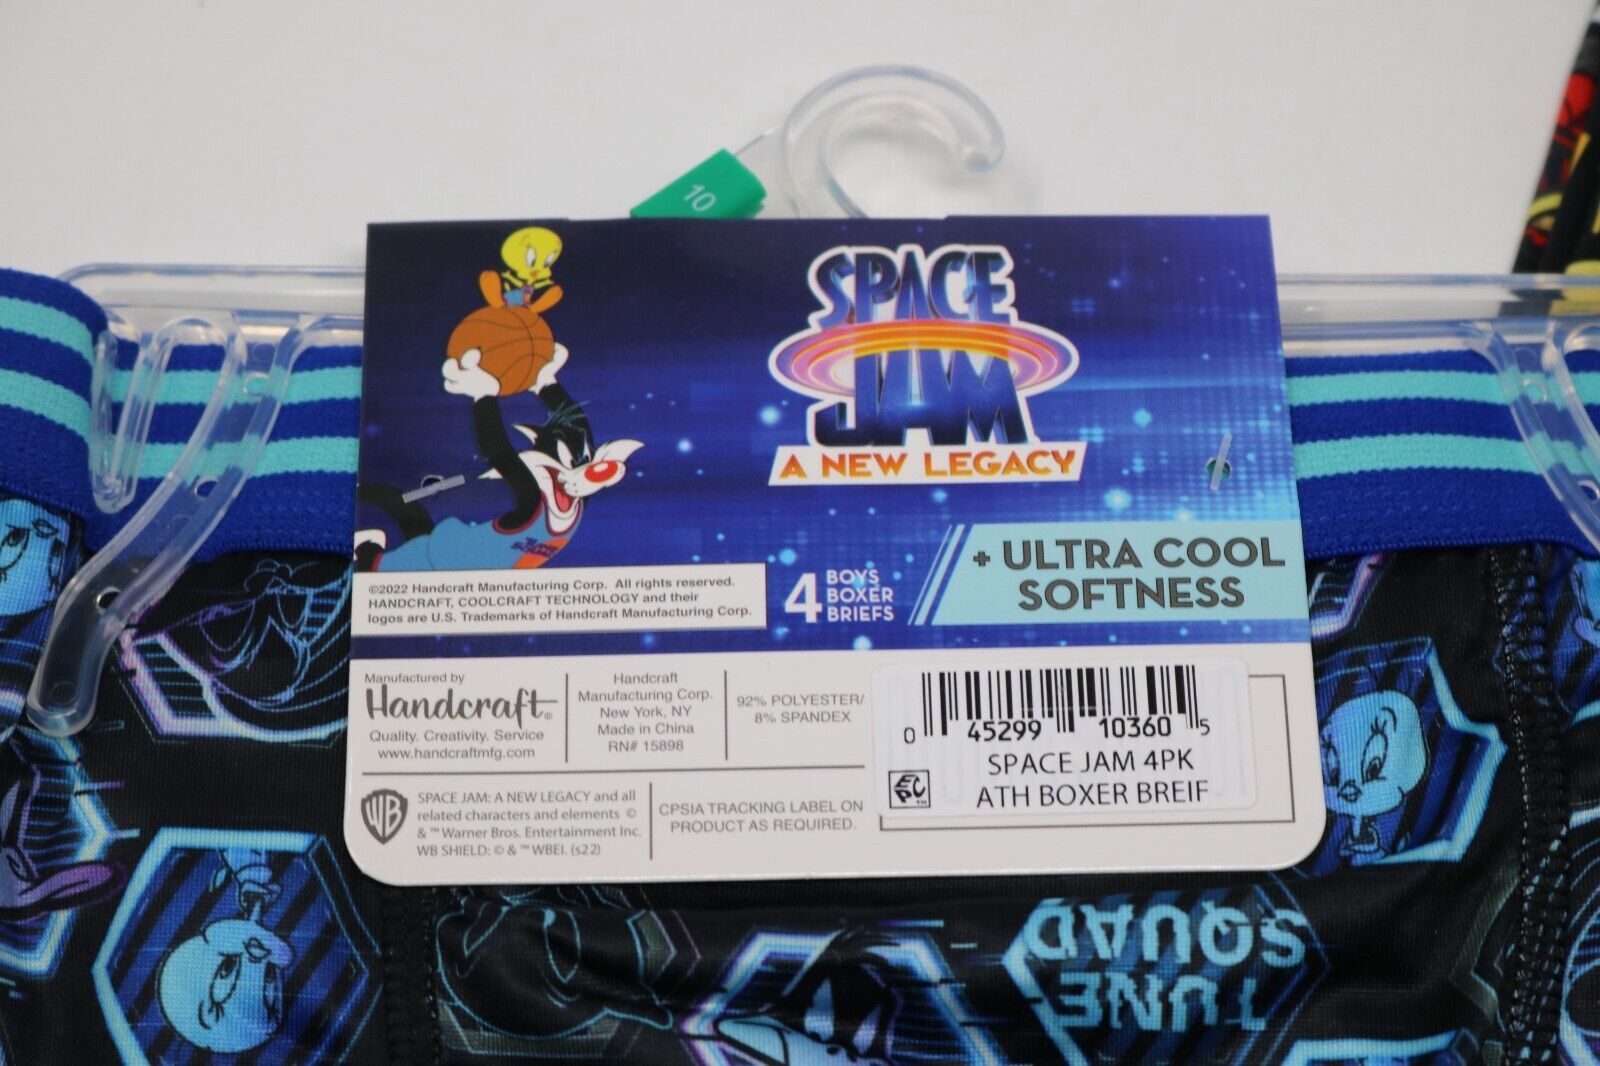 10
SPACE
JAM
A NEW LEGACY
TUNE
SQUAD
+ ULTRA COOL
SOFTNESS
4 BOYS
BOXER
BRIEFS
©2022 Handcraft Manufacturing Corp. All rights reserved.
HANDCRAFT, COOLCRAFT TECHNOLOGY and their
logos are U.S. Trademarks of Handcraft Manufacturing Corp.
Manufactured by
Handcraft®
Quality. Creativity. Service
www.handcraftmfg.com
Handcraft
Manufacturing Corp.
New York, NY
Made in China
RN# 15898
92% POLYESTER/
8% SPANDEX
0 45299 10360 5
SPACE JAM 4PK
ATH BOXER BREIF
EPC™
WB
SPACE JAM: A NEW LEGACY and all
related characters and elements ©
& ™ Warner Bros. Entertainment Inc.
WB SHIELD: © & ™ WBEI. (s22)
CPSIA TRACKING LABEL ON
PRODUCT AS REQUIRED.
TUNE
SQUAD